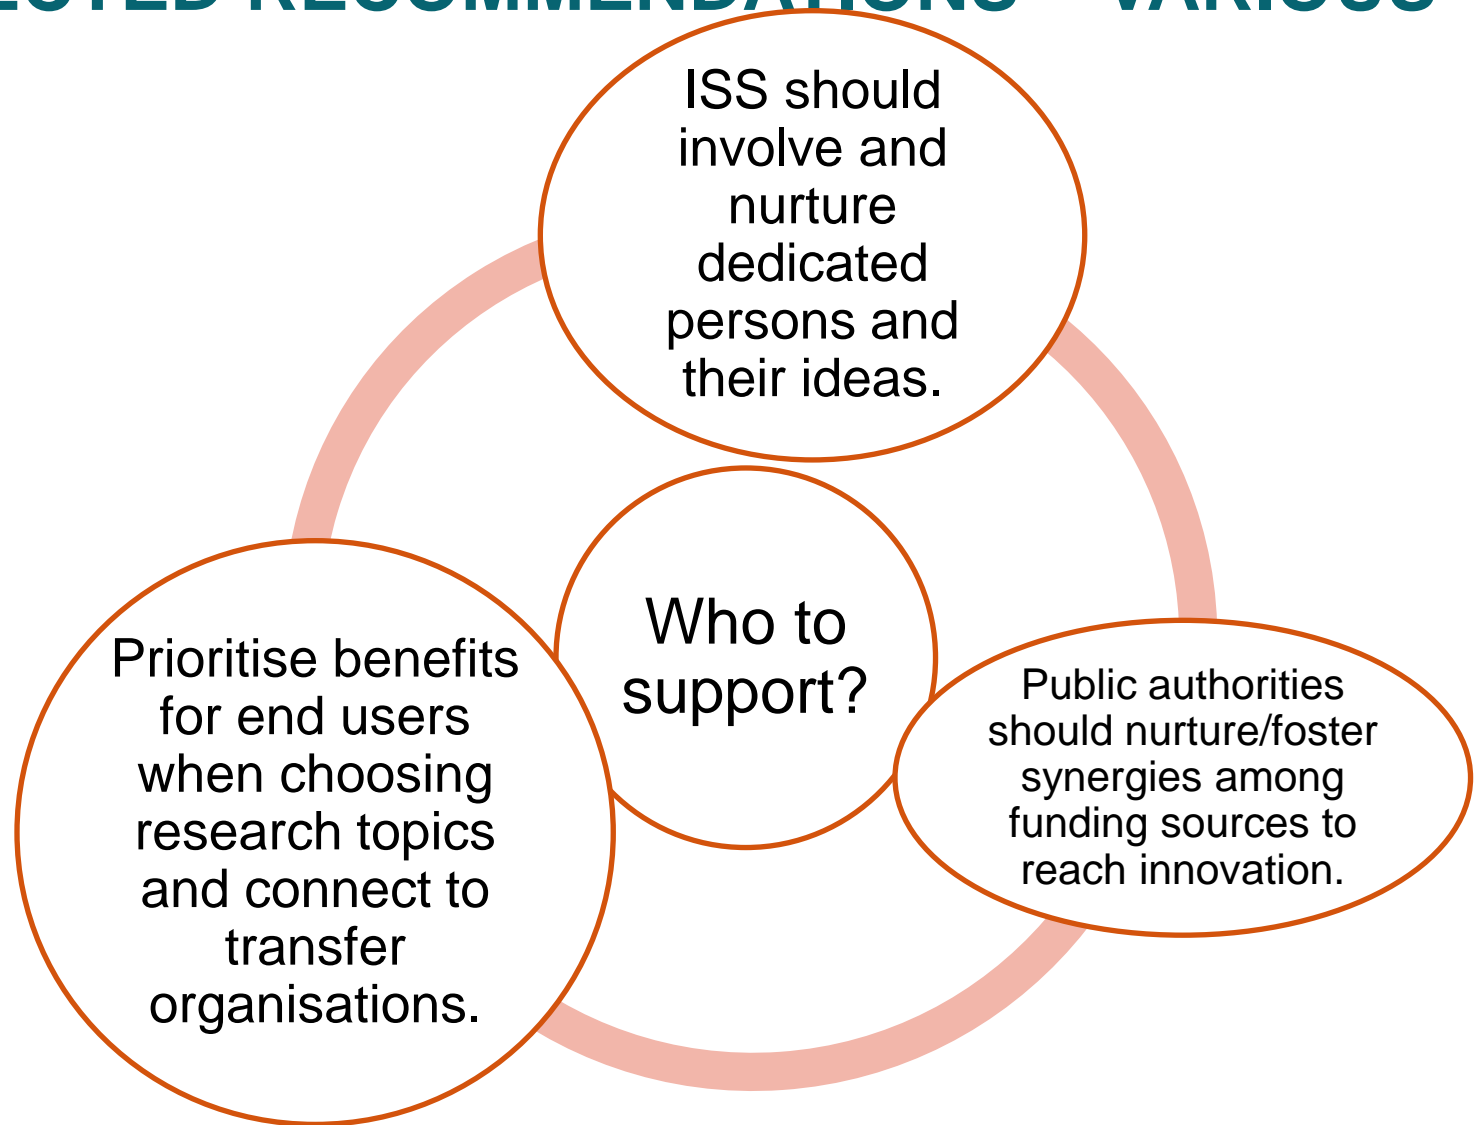 RECOMMENDATIONS
VARIOUS
ISS should
involve and
nurture
dedicated
persons and
their ideas.
Who to
support?
Prioritise benefits
for end users
when choosing
research topics
and connect to
transfer
organisations.
Public authorities
should nurture/foster
synergies among
funding sources to
reach innovation.